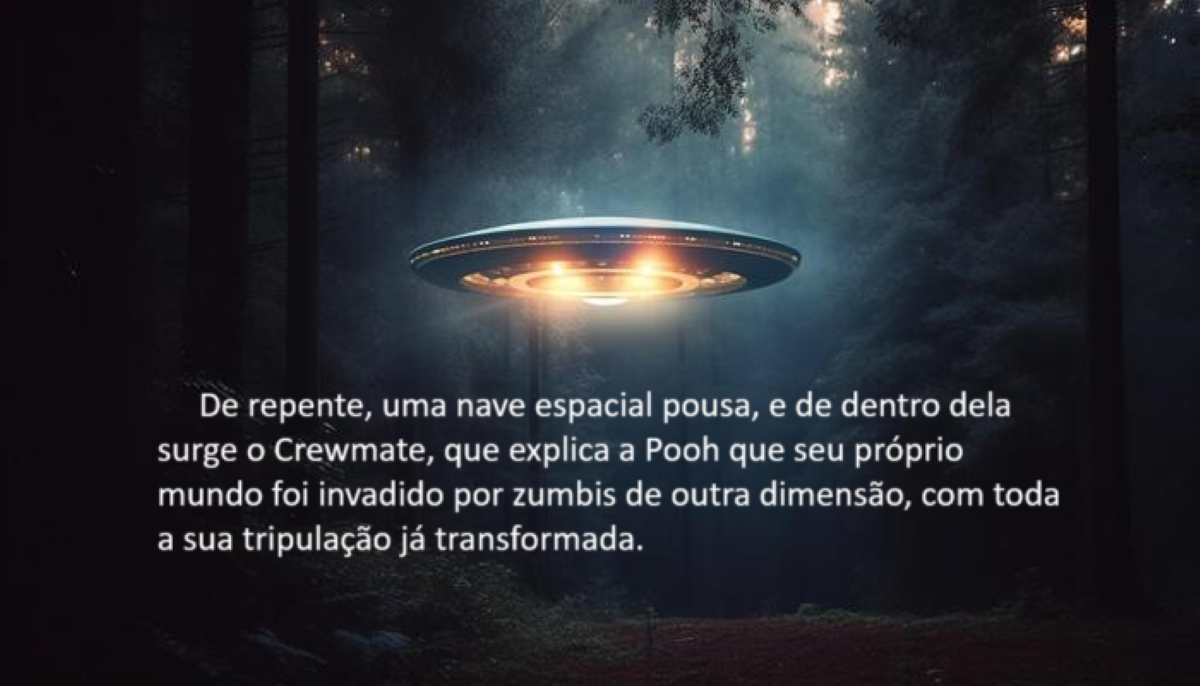 De repente, uma nave espacial pousa, e de dentro dela
surge o Crewmate, que explica a Pooh que seu próprio
mundo foi invadido por zumbis de outra dimensão, com toda
a sua tripulação já transformada.